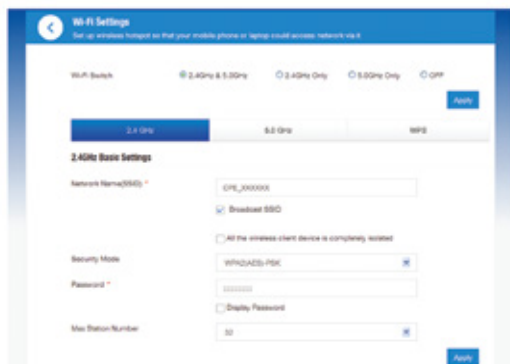 Wi-Fi Settings
Set up wireless hotspot so that your mobile phone or laptop could access network via it
Wi-Fi Switch
2.4GHz & 5.0GHz
2.4GHz Only
5.0GHz Only
OFF
Apply
2.4 GHz
5.0 GHz
WPS
2.4GHz Basic Settings
Network Name(SSID) *
CPE_XXXXXX
Broadcast SSID
All the wireless client device is completely isolated
Security Mode
WPA2(AES)-PSK
Password *
Display Password
Max Station Number
32
Apply